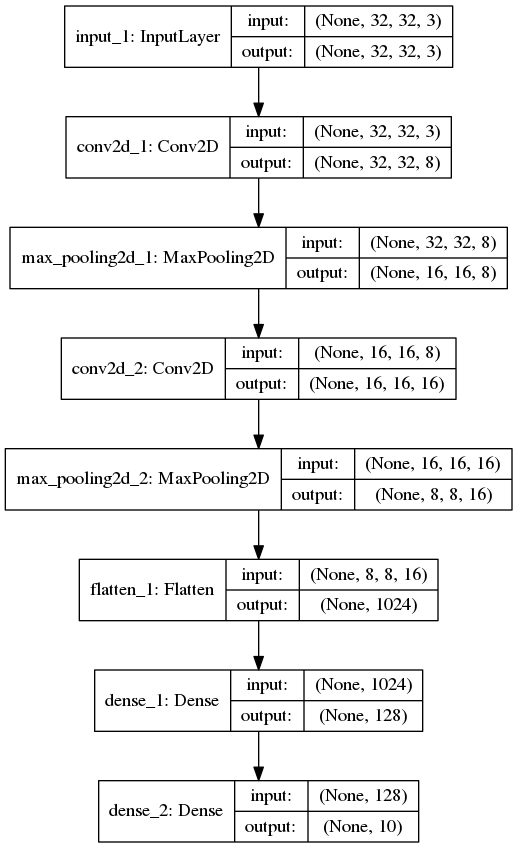 input_1: InputLayer
input: (None, 32, 32, 3)
output: (None, 32, 32, 3)
conv2d_1: Conv2D
input: (None, 32, 32, 3)
output: (None, 32, 32, 8)
max_pooling2d_1: MaxPooling2D
input: (None, 32, 32, 8)
output: (None, 16, 16, 8)
conv2d_2: Conv2D
input: (None, 16, 16, 8)
output: (None, 16, 16, 16)
max_pooling2d_2: MaxPooling2D
input: (None, 16, 16, 16)
output: (None, 8, 8, 16)
flatten_1: Flatten
input: (None, 8, 8, 16)
output: (None, 1024)
dense_1: Dense
input: (None, 1024)
output: (None, 128)
dense_2: Dense
input: (None, 128)
output: (None, 10)